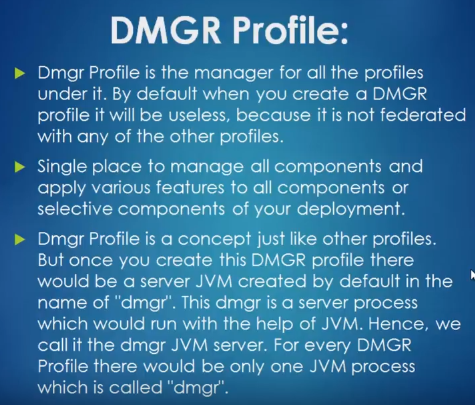 DMGR Profile:
Dmgr Profile is the manager for all the profiles
under it. By default when you create a DMGR
profile it will be useless, because it is not federated
with any of the other profiles.
Single place to manage all components and
apply various features to all components or
selective components of your deployment.
Dmgr Profile is a concept just like other profiles.
But once you create this DMGR profile there
would be a server JVM created by default in the
name of "dmgr". This dmgr is a server process
which would run with the help of JVM. Hence, we
call it the dmgr JVM server. For every DMGR
Profile there would be only one JVM process
which is called "dmgr".